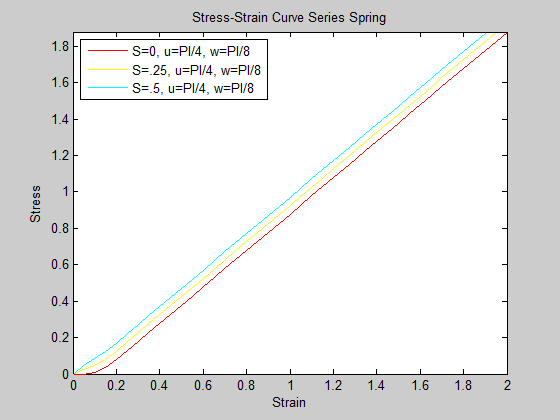 Stress-Strain Curve Series Spring
S=0, u=PI/4, w=PI/8
S=.25, u=PI/4, w=PI/8
S=.5, u=PI/4, w=PI/8
1.8
1.6
1.4
1.2
1
0.8
0.6
0.4
0.2
0
Stress
0 0.2 0.4 0.6 0.8 1 1.2 1.4 1.6 1.8 2
Strain